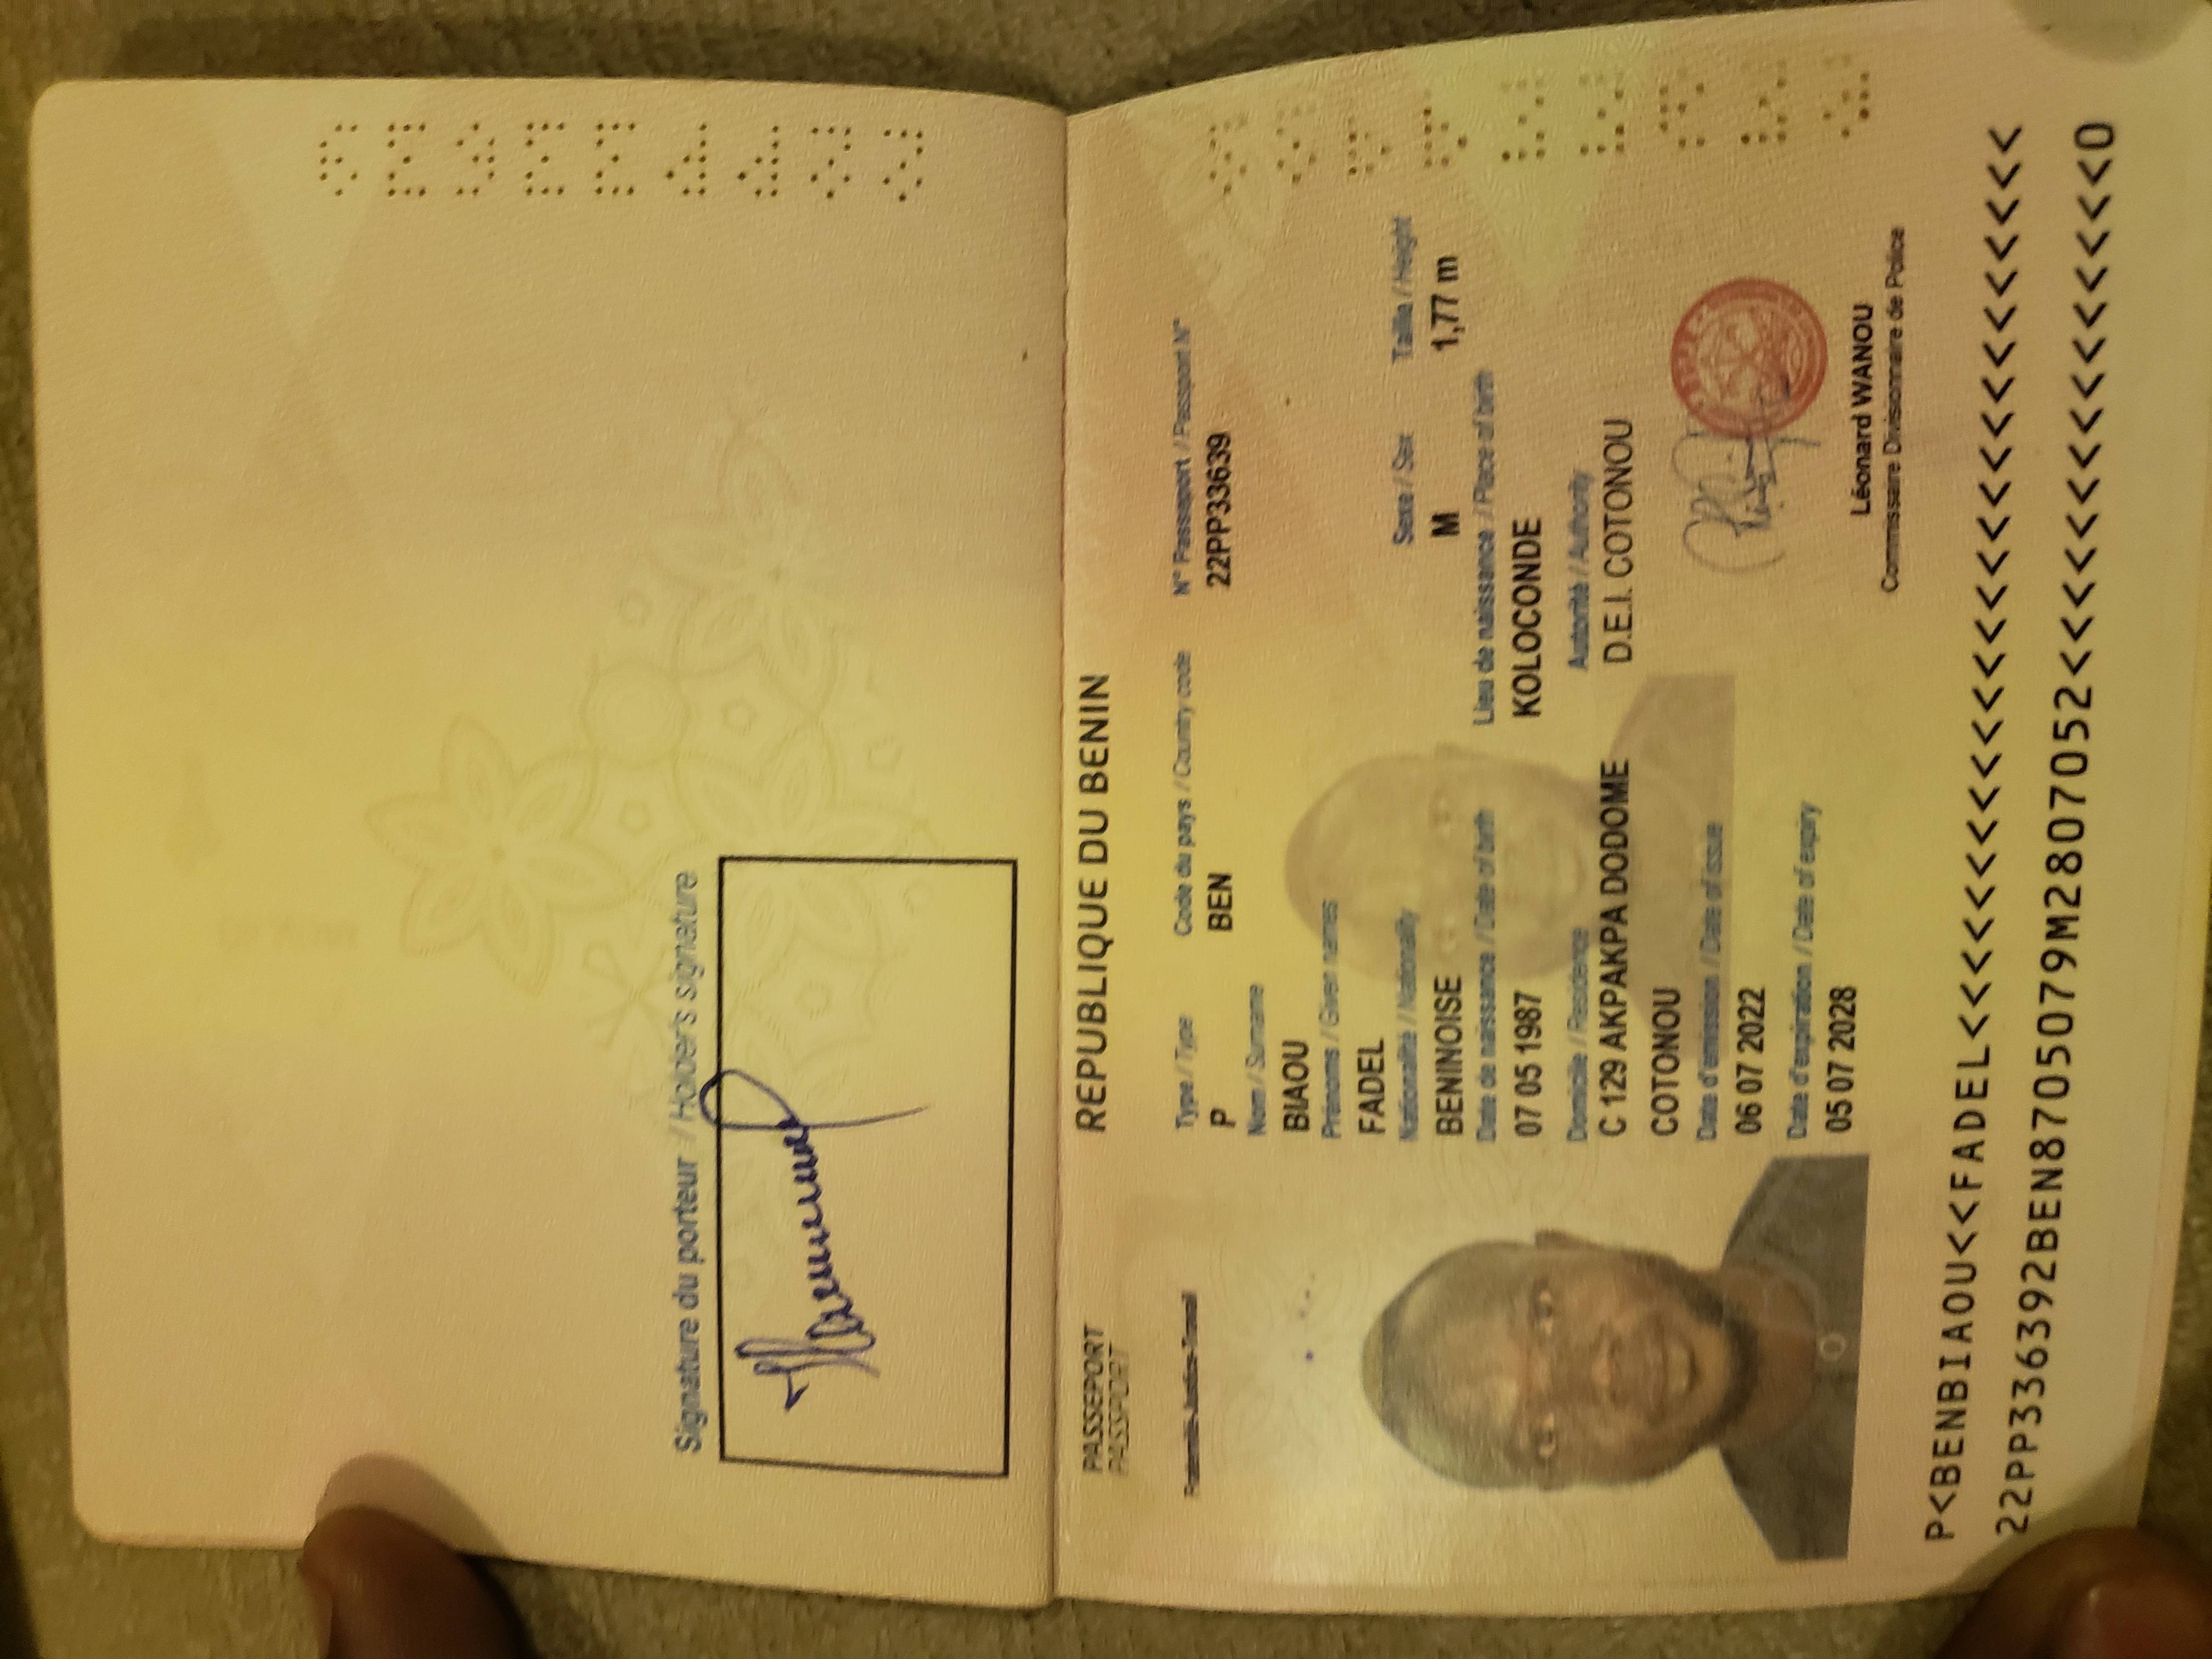 Signature du porteur / Holder's signature
PASSEPORT
PASSPORT
REPUBLIQUE DU BENIN
Fraternité-Justice-Travail
Type / Type
Code du pays / Country code
N° Passeport / Passport N°
P
BEN
22PP33639
Nom / Surname
BIAOU
Prénoms / Given names
FADEL
Nationalité / Nationality
Sexe / Sex
Taille / Height
BENINOISE
M
1,77 m
Date de naissance / Date of birth
Lieu de naissance / Place of birth
07 05 1987
KOLOCONDE
Domicile / Residence
Autorité / Authority
C 129 AKPAKPA DODOME
D.E.I. COTONOU
COTONOU
Date d'émission / Date of issue
06 07 2022
Date d'expiration / Date of expiry
05 07 2028
Léonard WANOU
Commissaire Divisionnaire de Police
P<BENBIAOU<<FADEL<<<<<<<<<<<<<<<<<<<<<<<<<<<
22PP336392BEN8705079M2807052<<<<<<<<<<<<<<<0